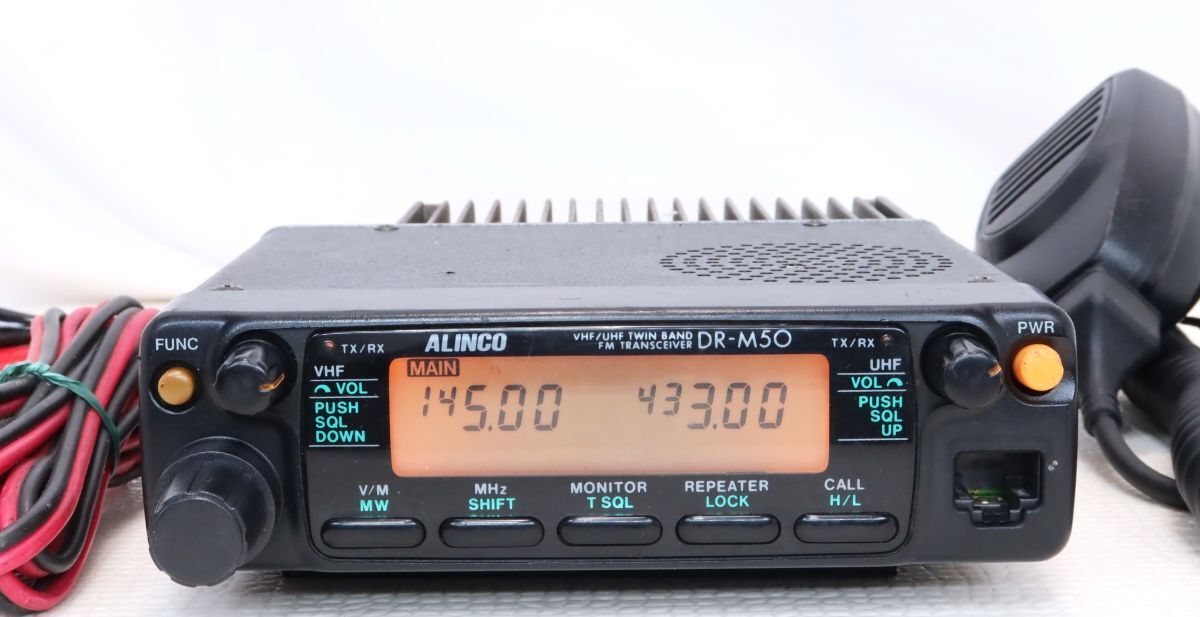 FUNC
TX/RX
ALINCO
VHF/UHF TWIN BAND
FM TRANSCEIVER
DR-M50
TX/RX
PWR
VHF
VOL
PUSH
SQL
DOWN
MAIN
145.00
433.00
UHF
VOL
PUSH
SQL
UP
V/M
MW
MHz
SHIFT
MONITOR
T SQL
REPEATER
LOCK
CALL
H/L